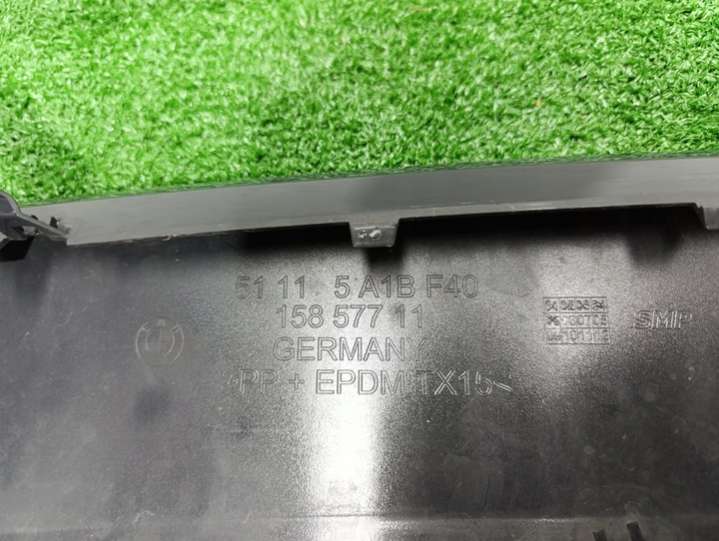 51 11 5 A1B F40
158 577 11
GERMANY
>PP + EPDM-TX15<
SMP